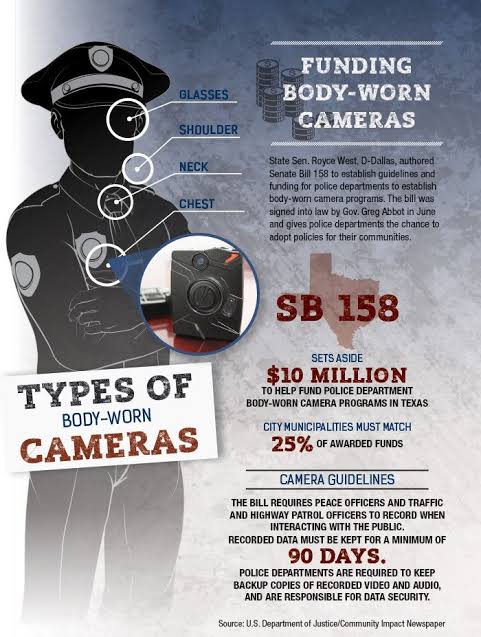 GLASSES
SHOULDER
NECK
CHEST
TYPES OF
BODY-WORN
CAMERAS
FUNDING
BODY-WORN
CAMERAS
State Sen. Royce West, D-Dallas, authored
Senate Bill 158 to establish guidelines and
funding for police departments to establish
body-worn camera programs. The bill was
signed into law by Gov. Greg Abbot in June
and gives police departments the chance to
adopt policies for their communities.
SB 158
SETS ASIDE
$10 MILLION
TO HELP FUND POLICE DEPARTMENT
BODY-WORN CAMERA PROGRAMS IN TEXAS
CITY MUNICIPALITIES MUST MATCH
25% OF AWARDED FUNDS
CAMERA GUIDELINES
THE BILL REQUIRES PEACE OFFICERS AND TRAFFIC
AND HIGHWAY PATROL OFFICERS TO RECORD WHEN
INTERACTING WITH THE PUBLIC.
RECORDED DATA MUST BE KEPT FOR A MINIMUM OF
90 DAYS.
POLICE DEPARTMENTS ARE REQUIRED TO KEEP
BACKUP COPIES OF RECORDED VIDEO AND AUDIO,
AND ARE RESPONSIBLE FOR DATA SECURITY.
Source: U.S. Department of Justice/Community Impact Newspaper